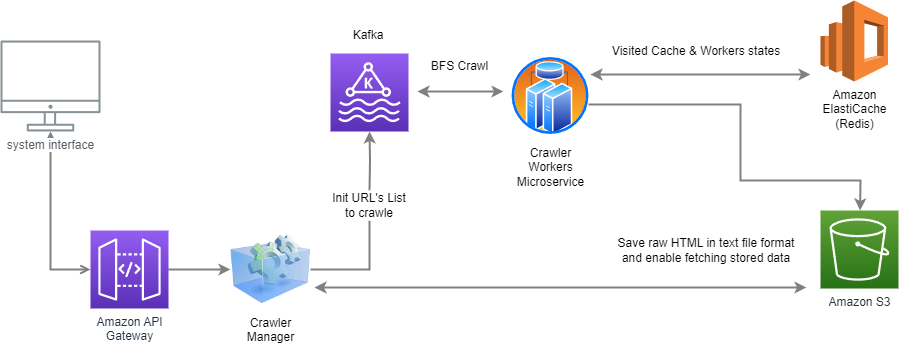 Kafka
BFS Crawl
Visited Cache & Workers states
K
Amazon
ElastiCache
(Redis)
system interface
Crawler
Workers
Microservice
Init URL's List
to crawle
Save raw HTML in text file format
and enable fetching stored data
</>
Amazon API
Gateway
Crawler
Manager
Amazon S3